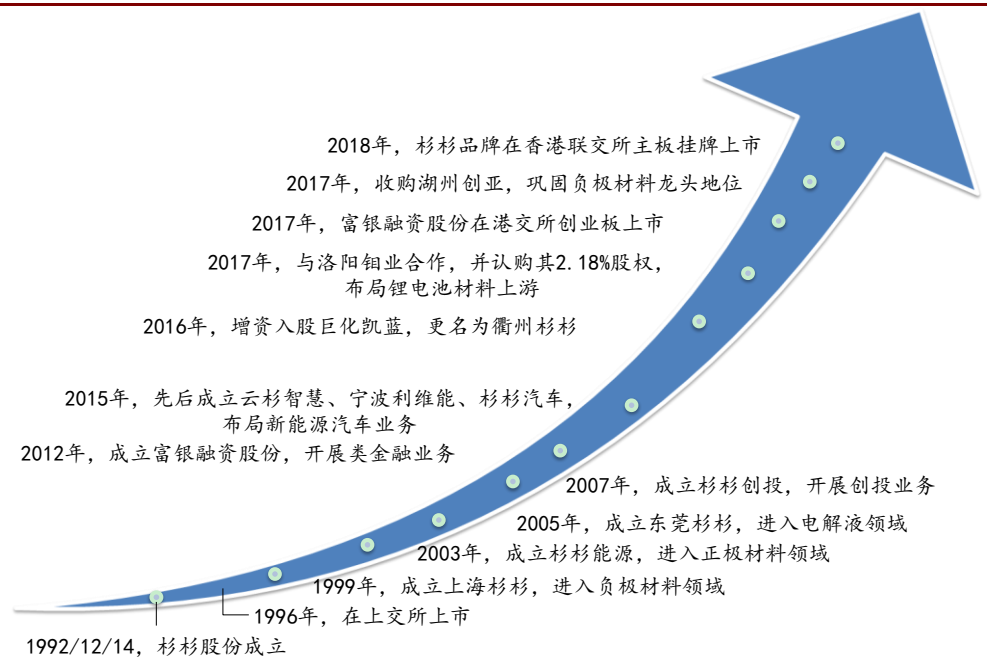 2018年，杉杉品牌在香港联交所主板挂牌上市
2017年，收购湖州创亚，巩固负极材料龙头地位
2017年，富银融资股份在港交所创业板上市
2017年，与洛阳钼业合作，并认购其2.18%股权，
布局锂电池材料上游
2016年，增资入股巨化凯蓝，更名为衢州杉杉
2015年，先后成立云杉智慧、宁波利维能、杉杉汽车，
布局新能源汽车业务
2012年，成立富银融资股份，开展类金融业务
2007年，成立杉杉创投，开展创投业务
2005年，成立东莞杉杉，进入电解液领域
2003年，成立杉杉能源，进入正极材料领域
1999年，成立上海杉杉，进入负极材料领域
1996年，在上交所上市
1992/12/14，杉杉股份成立